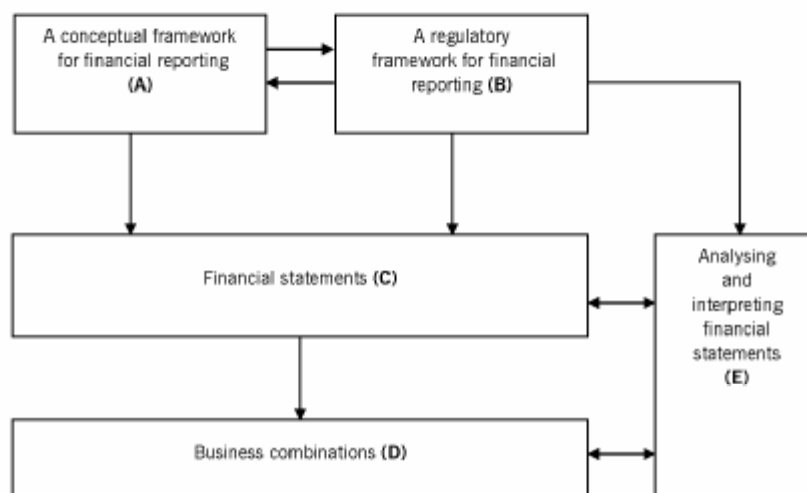 A conceptual framework
for financial reporting
(A)
A regulatory
framework for financial
reporting (B)
Financial statements (C)
Analysing
and
interpreting
financial
statements
(E)
Business combinations (D)